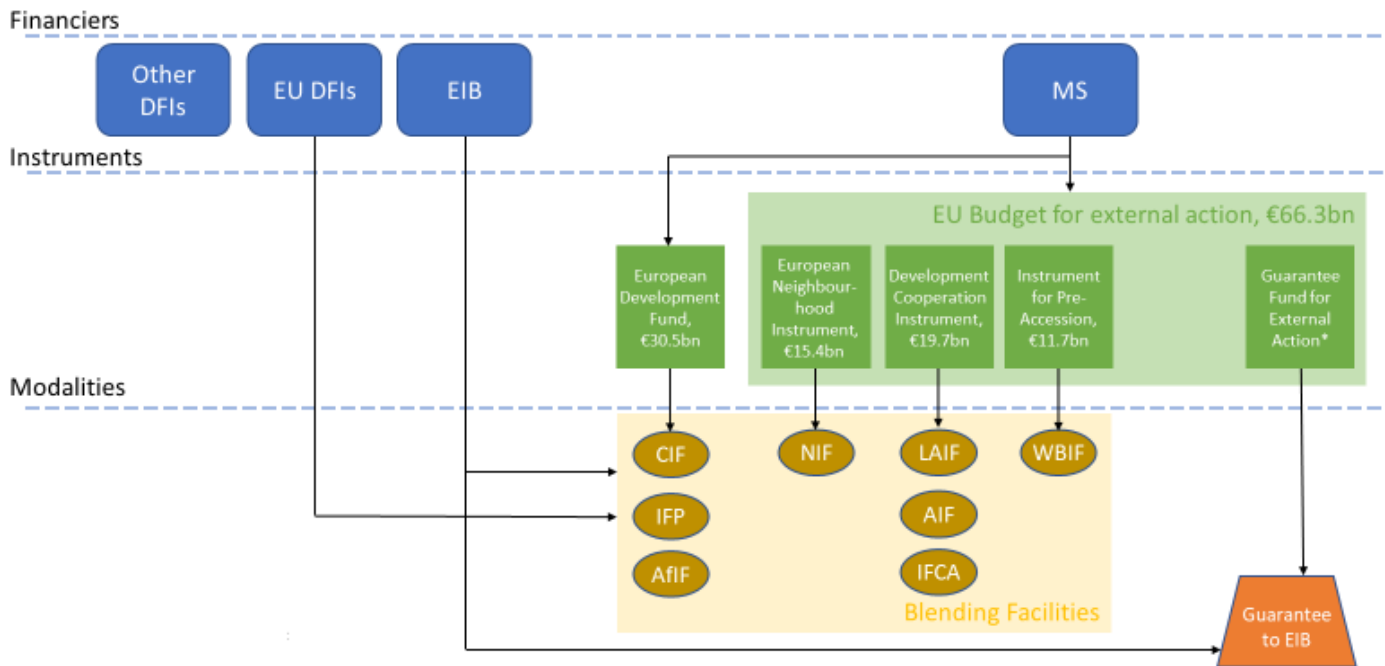 Financiers
Other
DFIs
EU DFIs
EIB
MS
Instruments
EU Budget for external action, €66.3bn
European
Development
Fund,
€30.5bn
European
Neighbour-
hood
Instrument,
€15.4bn
Development
Cooperation
Instrument,
€19.7bn
Instrument
for Pre-
Accession,
€11.7bn
Guarantee
Fund for
External
Action*
Modalities
CIF
NIF
LAIF
WBIF
IFP
AIF
AfIF
IFCA
Blending Facilities
Guarantee
to EIB